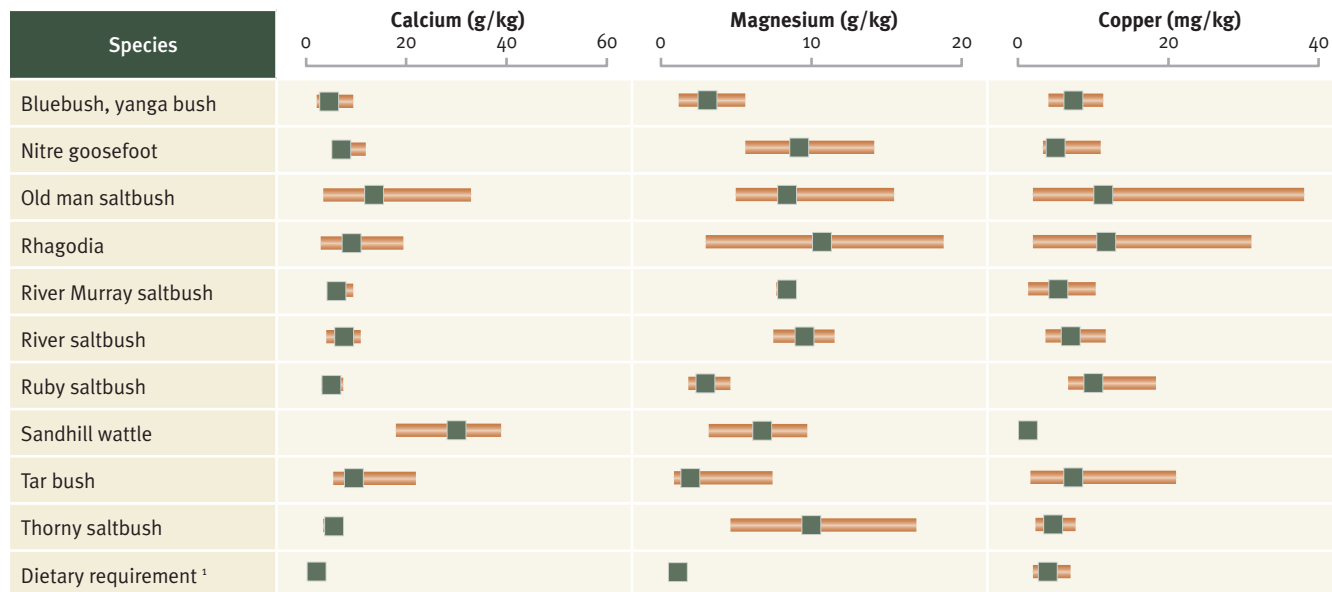 Species
Calcium (g/kg)
Magnesium (g/kg)
Copper (mg/kg)
0 20 40 60
0 10 20
0 20 40
Bluebush, yanga bush
Nitre goosefoot
Old man saltbush
Rhagodia
River Murray saltbush
River saltbush
Ruby saltbush
Sandhill wattle
Tar bush
Thorny saltbush
Dietary requirement ¹